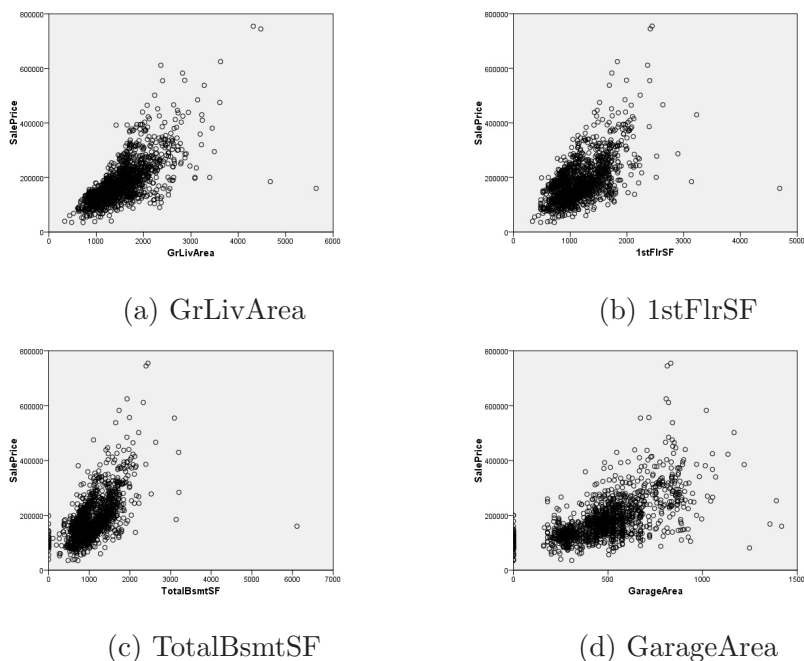 800000
600000
400000
200000
0
SalePrice
0 1000 2000 3000 4000 5000 6000
GrLivArea
(a) GrLivArea
800000
600000
400000
200000
0
SalePrice
0 1000 2000 3000 4000 5000
1stFlrSF
(b) 1stFlrSF
800000
600000
400000
200000
0
SalePrice
0 1000 2000 3000 4000 5000 6000 7000
TotalBsmtSF
(c) TotalBsmtSF
800000
600000
400000
200000
0
SalePrice
0 500 1000 1500
GarageArea
(d) GarageArea